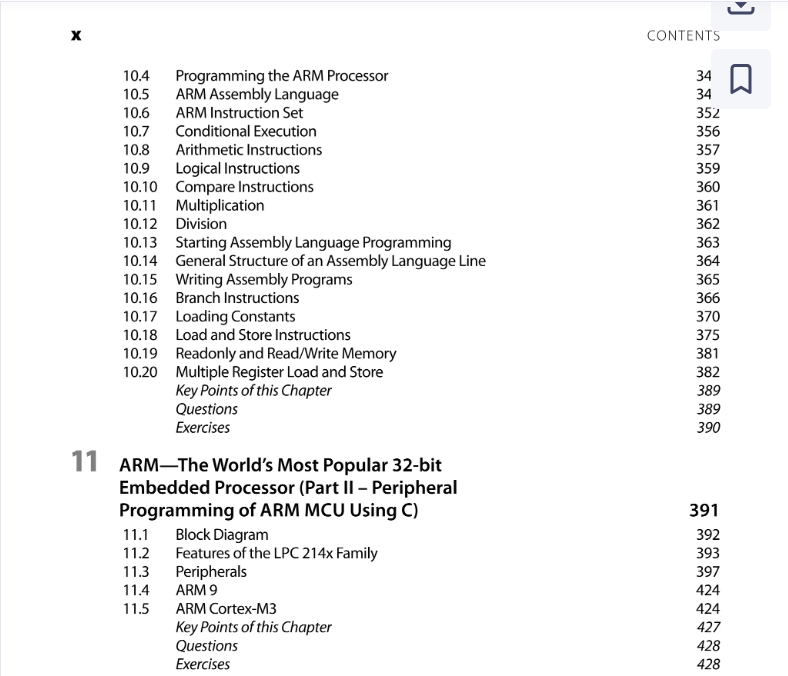 x CONTENTS
10.4 Programming the ARM Processor
10.5 ARM Assembly Language
10.6 ARM Instruction Set 352
10.7 Conditional Execution 356
10.8 Arithmetic Instructions 357
10.9 Logical Instructions 359
10.10 Compare Instructions 360
10.11 Multiplication 361
10.12 Division 362
10.13 Starting Assembly Language Programming 363
10.14 General Structure of an Assembly Language Line 364
10.15 Writing Assembly Programs 365
10.16 Branch Instructions 366
10.17 Loading Constants 370
10.18 Load and Store Instructions 375
10.19 Readonly and Read/Write Memory 381
10.20 Multiple Register Load and Store 382
Key Points of this Chapter 389
Questions 389
Exercises 390
11 ARM—The World's Most Popular 32-bit
Embedded Processor (Part II – Peripheral
Programming of ARM MCU Using C) 391
11.1 Block Diagram 392
11.2 Features of the LPC 214x Family 393
11.3 Peripherals 397
11.4 ARM 9 424
11.5 ARM Cortex-M3 424
Key Points of this Chapter 427
Questions 428
Exercises 428